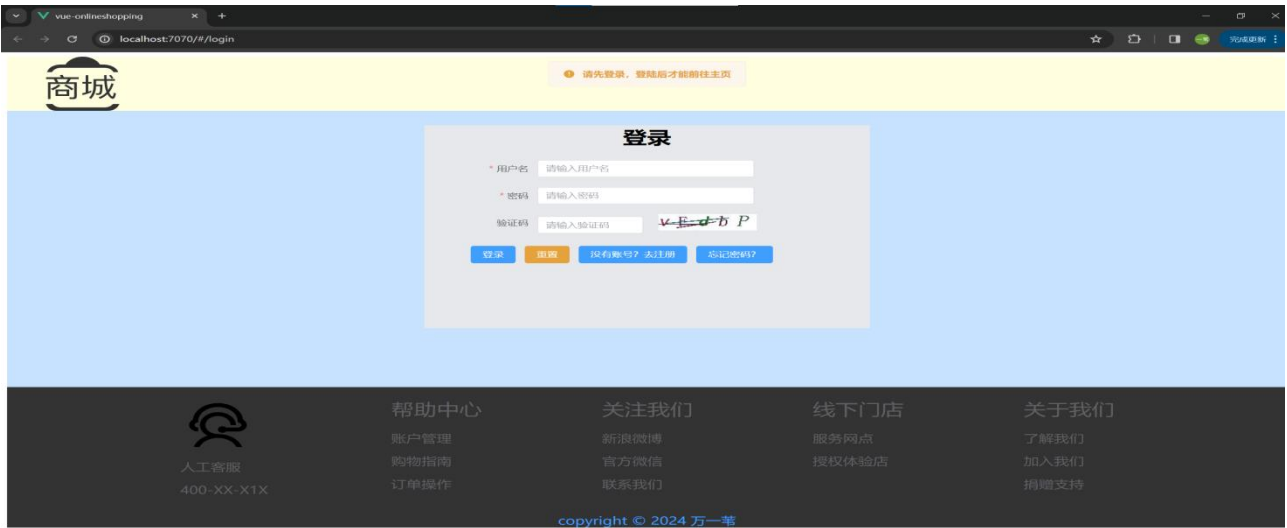 vue-onlineshopping
localhost:7070/#/login
完成更新
商城
请先登录，登陆后才能前往主页
登录
* 用户名 请输入用户名
* 密码 请输入密码
验证码 请输入验证码 v E d b P
登录 重置 没有账号? 去注册 忘记密码?
帮助中心 关注我们 线下门店 关于我们
账户管理 新浪微博 服务网点 了解我们
人工客服 购物指南 官方微信 授权体验店 加入我们
400-XX-X1X 订单操作 联系我们 捐赠支持
copyright © 2024 万一苇